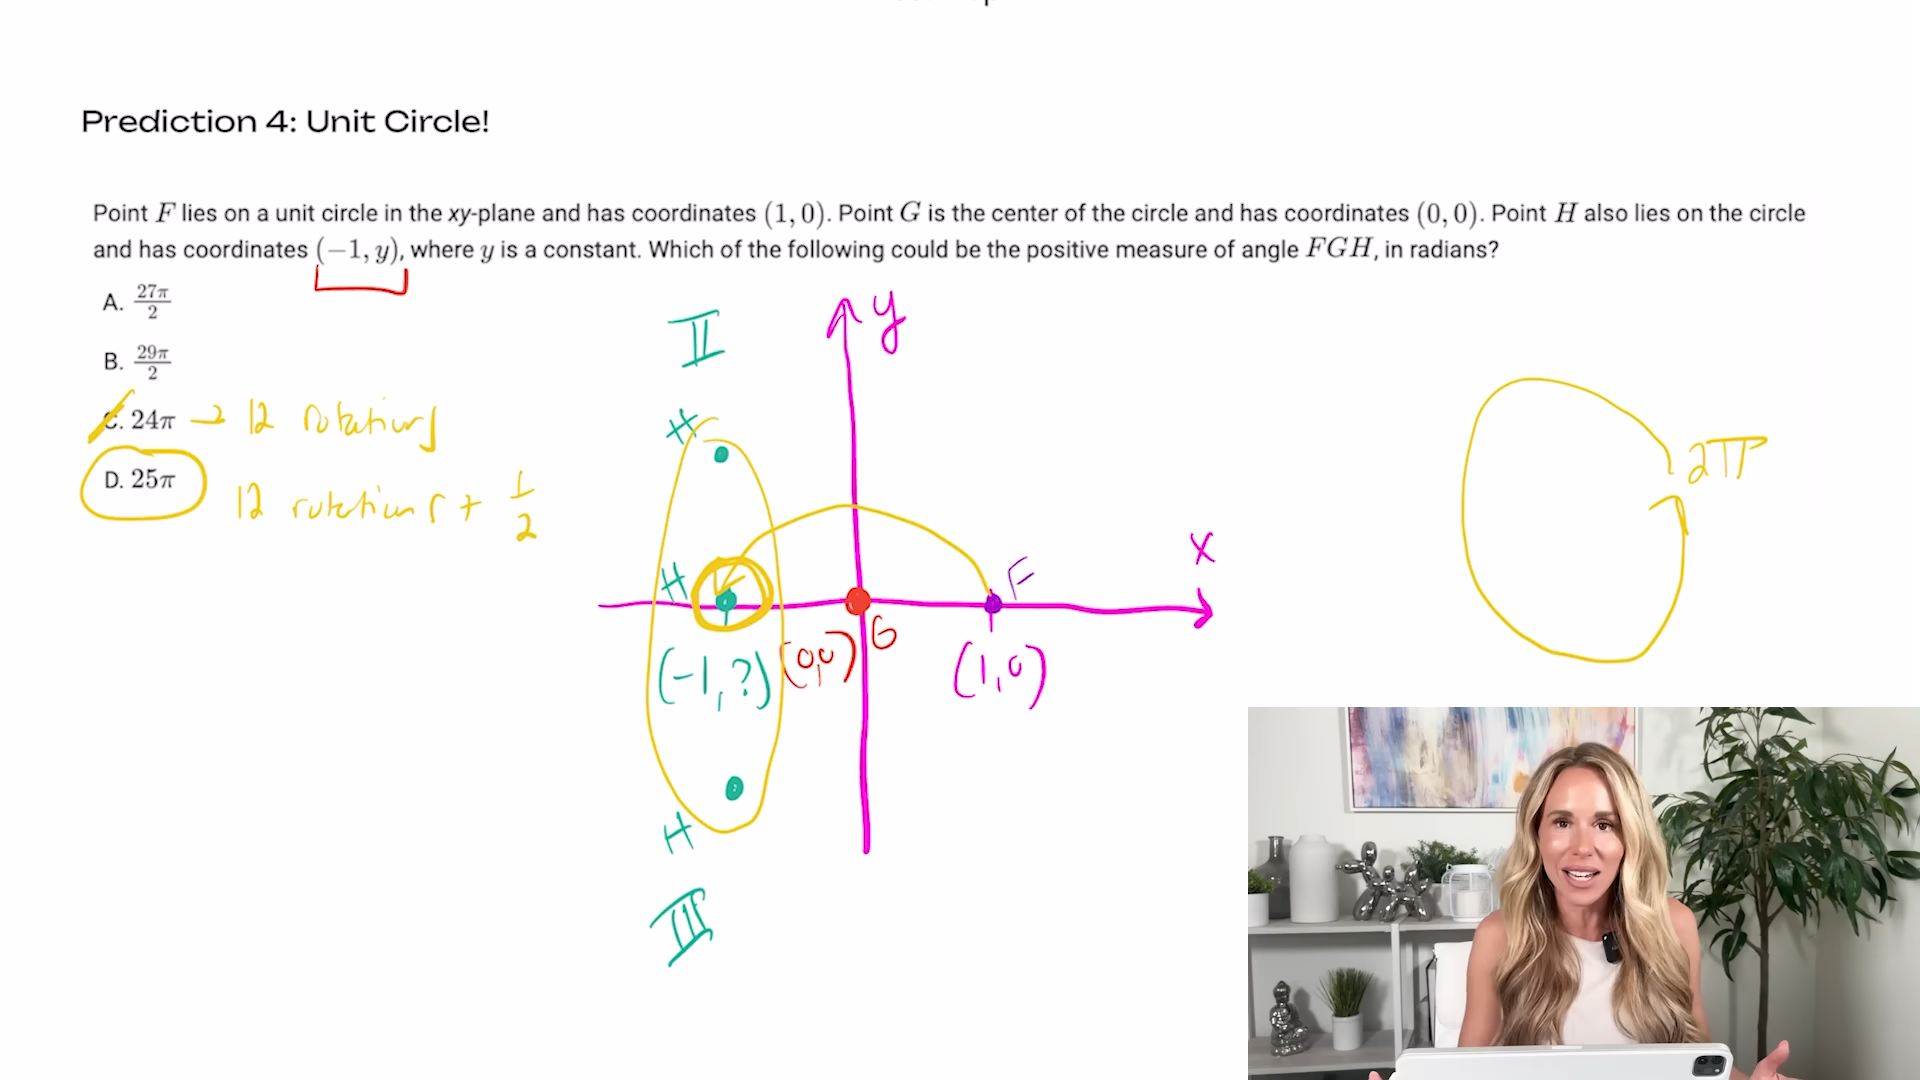 Prediction 4: Unit Circle!
Point F lies on a unit circle in the xy-plane and has coordinates (1, 0). Point G is the center of the circle and has coordinates (0, 0). Point H also lies on the circle
and has coordinates (−1, y), where y is a constant. Which of the following could be the positive measure of angle FGH, in radians?
A. 27π/2
B. 29π/2
C. 24π → 12 rotations
D. 25π
12 rotations + 1/2
II
y
H
2π
x
H
F
(-1,?)
(0,0)
G
(1,0)
H
III